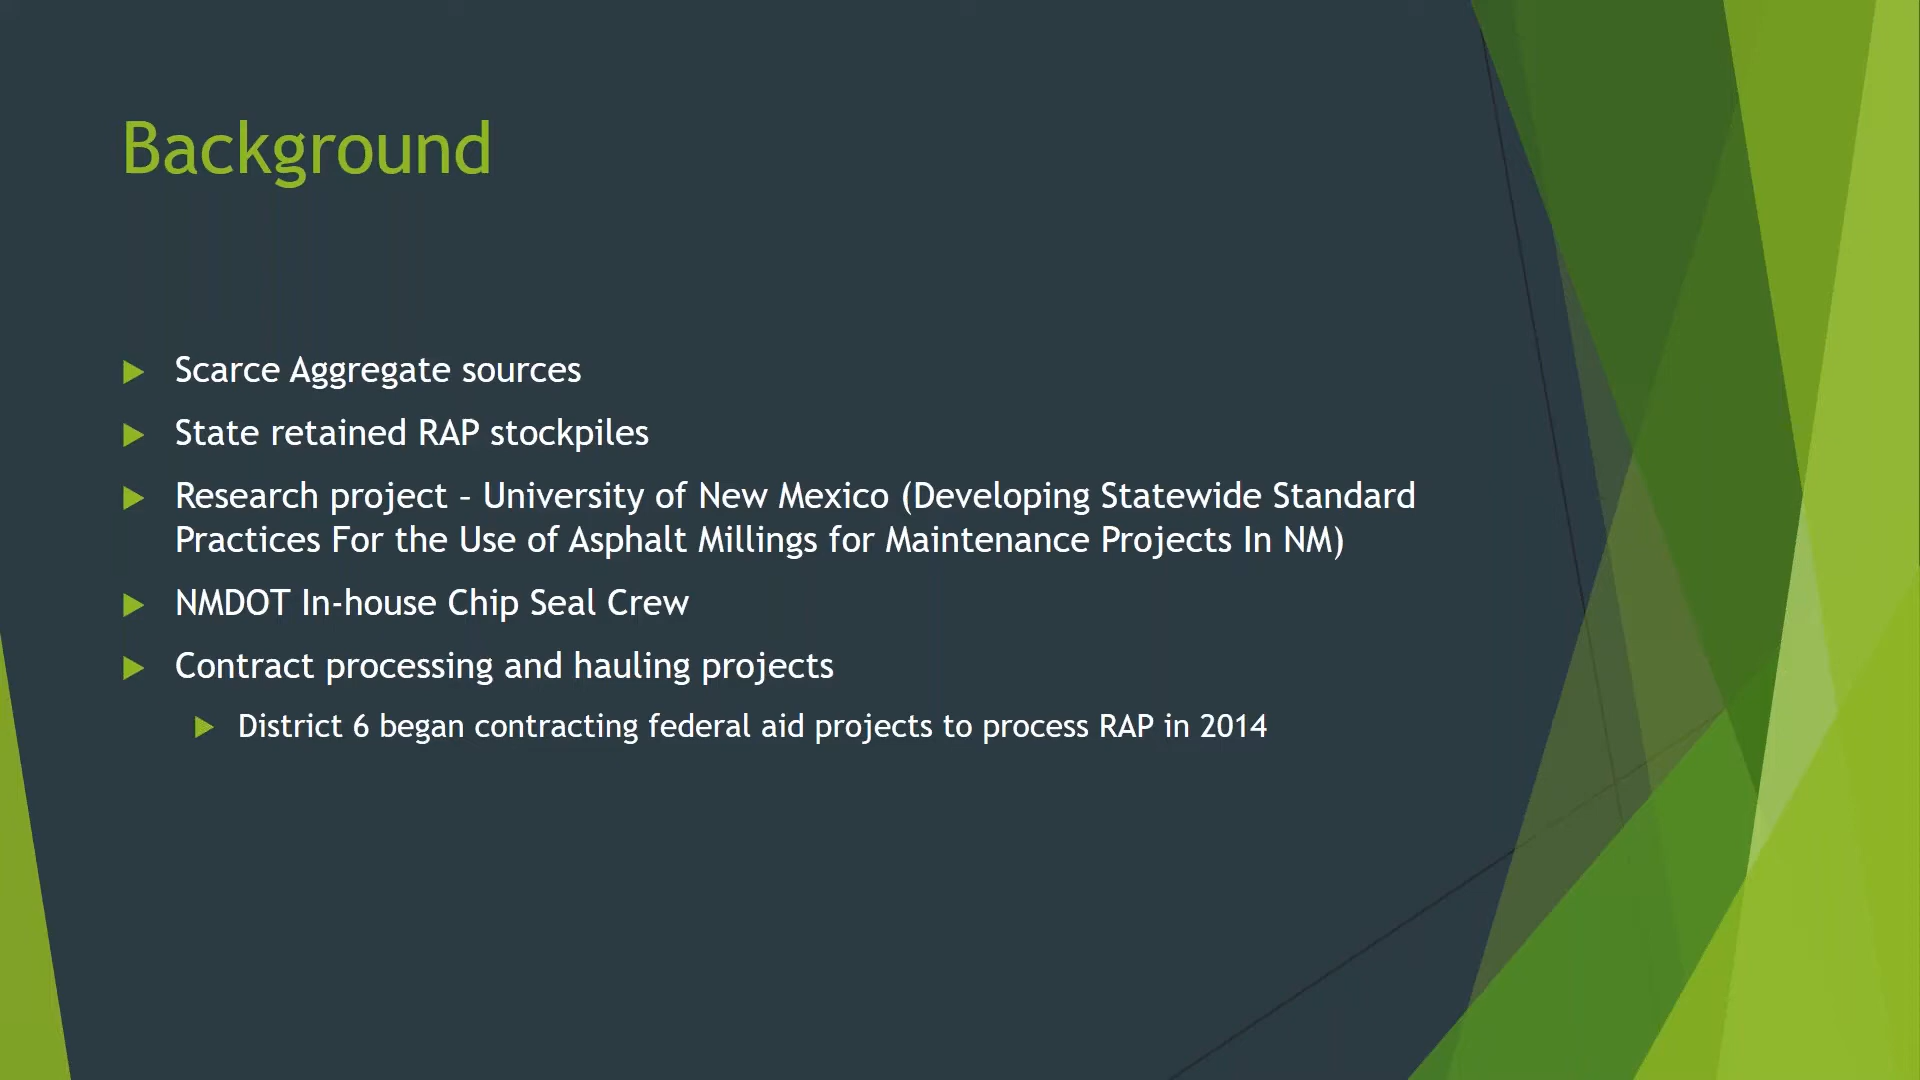 Background
Scarce Aggregate sources
State retained RAP stockpiles
Research project – University of New Mexico (Developing Statewide Standard
Practices For the Use of Asphalt Millings for Maintenance Projects In NM)
NMDOT In-house Chip Seal Crew
Contract processing and hauling projects
District 6 began contracting federal aid projects to process RAP in 2014